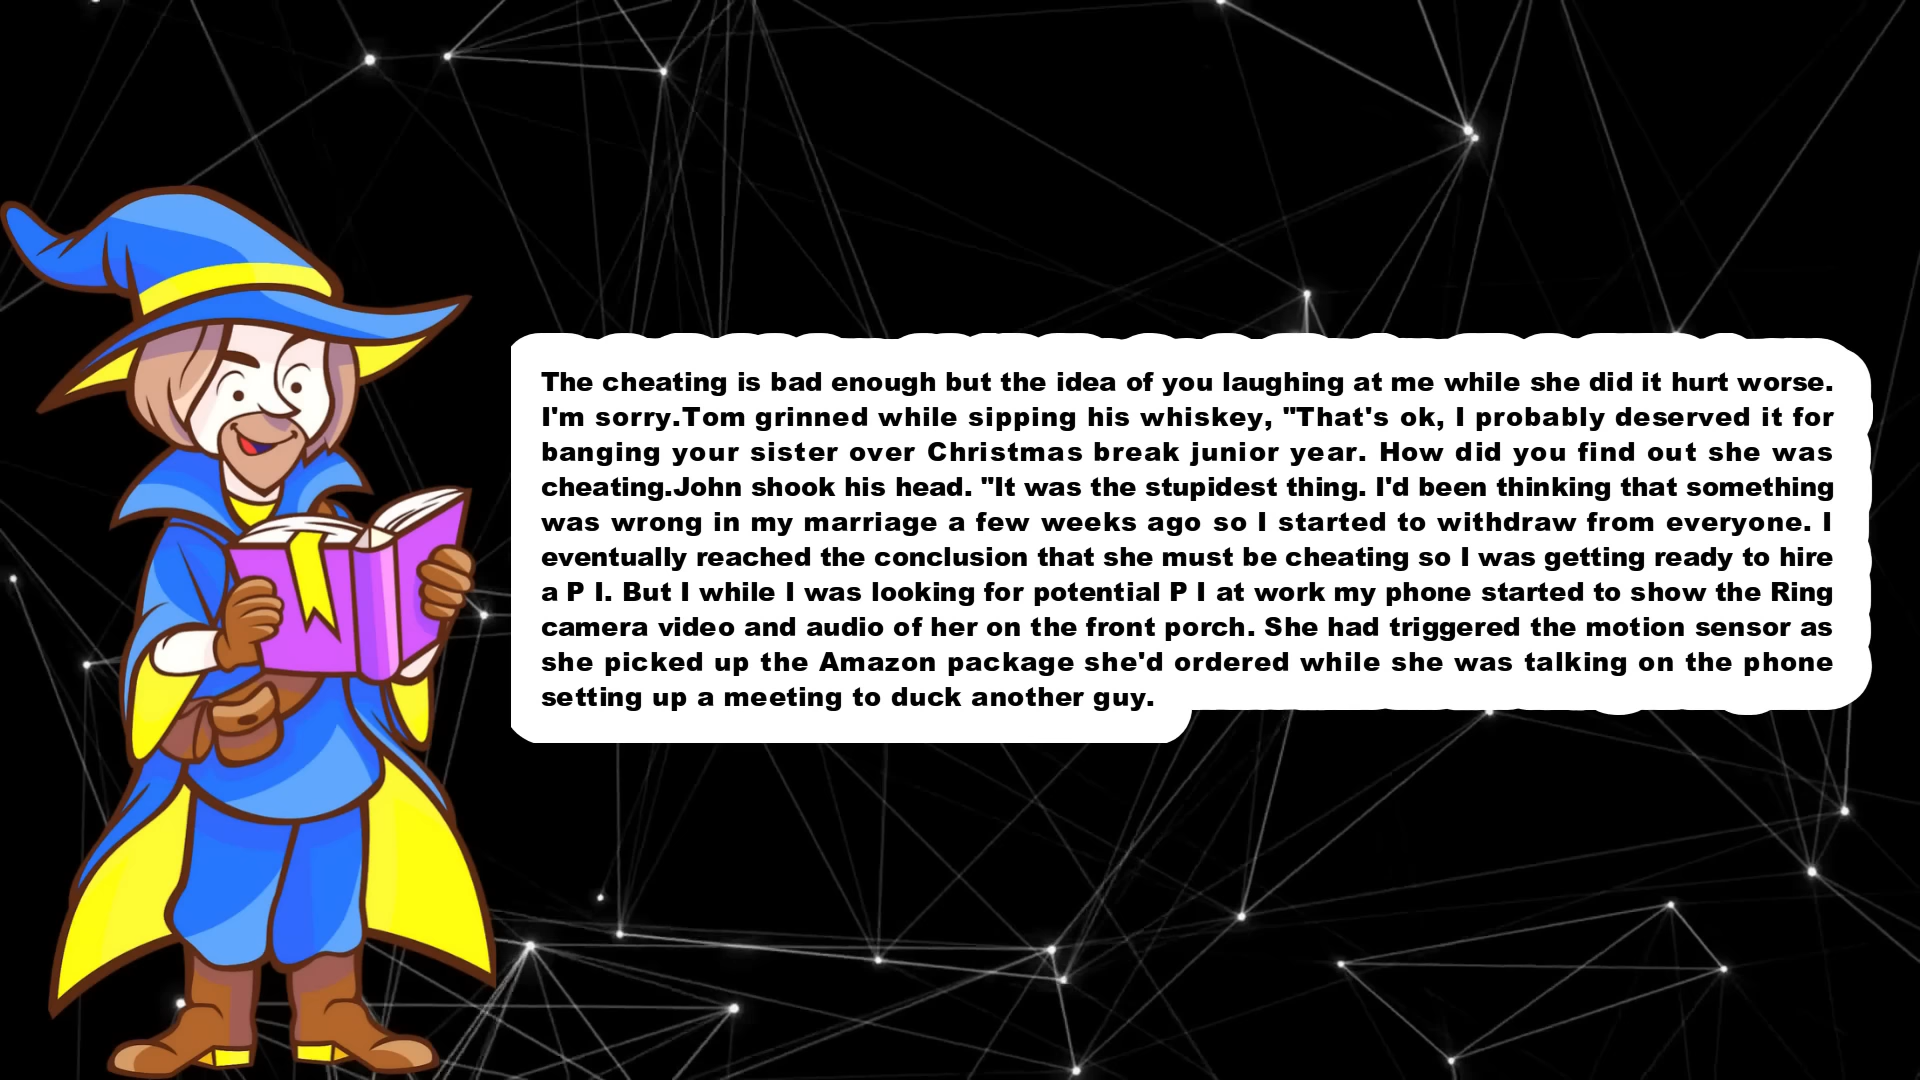 The cheating is bad enough but the idea of you laughing at me while she did it hurt worse.
I'm sorry.Tom grinned while sipping his whiskey, "That's ok, I probably deserved it for
banging your sister over Christmas break junior year. How did you find out she was
cheating.John shook his head. "It was the stupidest thing. I'd been thinking that something
was wrong in my marriage a few weeks ago so I started to withdraw from everyone. I
eventually reached the conclusion that she must be cheating so I was getting ready to hire
a P I. But I while I was looking for potential P I at work my phone started to show the Ring
camera video and audio of her on the front porch. She had triggered the motion sensor as
she picked up the Amazon package she'd ordered while she was talking on the phone
setting up a meeting to duck another guy.